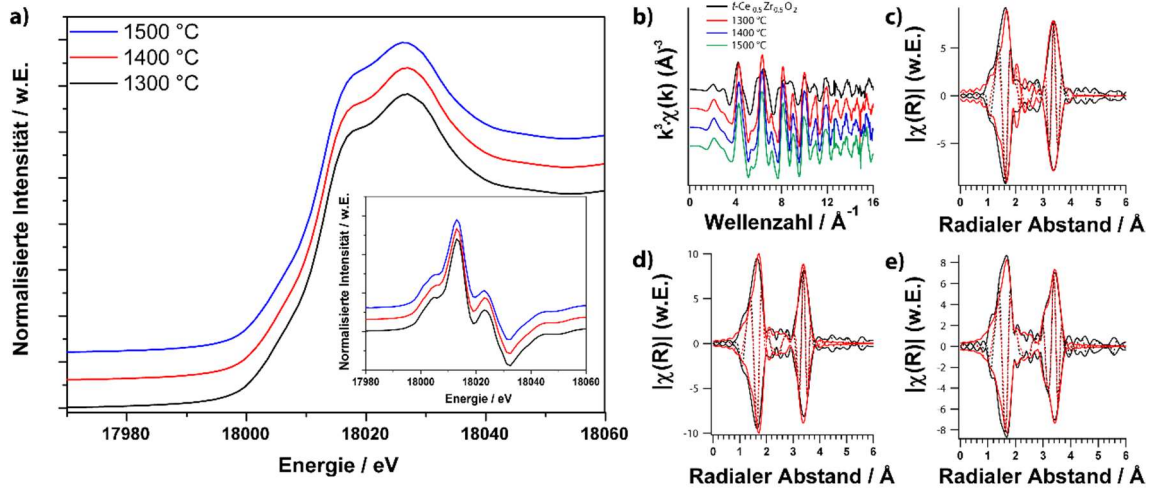 a)
1500 °C
1400 °C
1300 °C
Normalisierte Intensität / w.E.
17980 18000 18020 18040 18060
Energie / eV
Normalisierte Intensität / w.E.
17980 18000 18020 18040 18060
Energie / eV
b)
t-Ce0.5Zr0.5O2
1300 °C
1400 °C
1500 °C
k³·χ(k) (Å)-³
0 4 8 12 16
Wellenzahl / Å-1
c)
|χ(R)| (w.E.)
5
0
-5
0 1 2 3 4 5 6
Radialer Abstand / Å
d)
|χ(R)| (w.E.)
10
5
0
-5
-10
0 1 2 3 4 5 6
Radialer Abstand / Å
e)
|χ(R)| (w.E.)
8
6
4
2
0
-2
-4
-6
-8
0 1 2 3 4 5 6
Radialer Abstand / Å